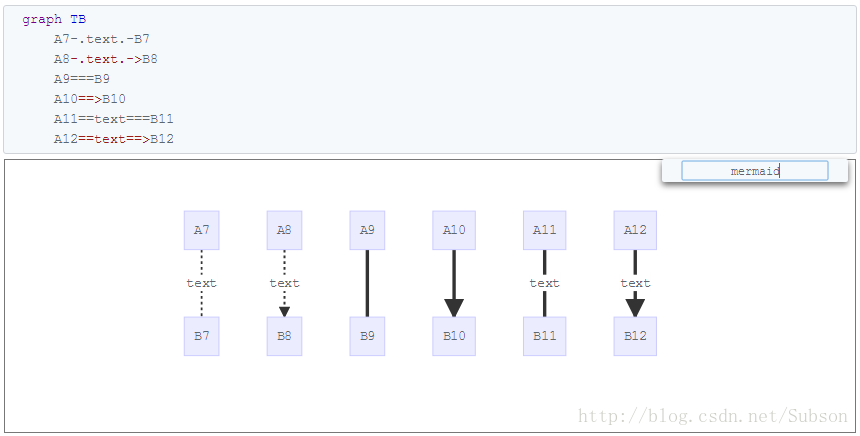 graph TB
A7-.text.-B7
A8-.text.->B8
A9===B9
A10==>B10
A11==text===B11
A12==text==>B12
mermaid
A7 A8 A9 A10 A11 A12
text text text text
B7 B8 B9 B10 B11 B12
http://blog.csdn.net/Subson